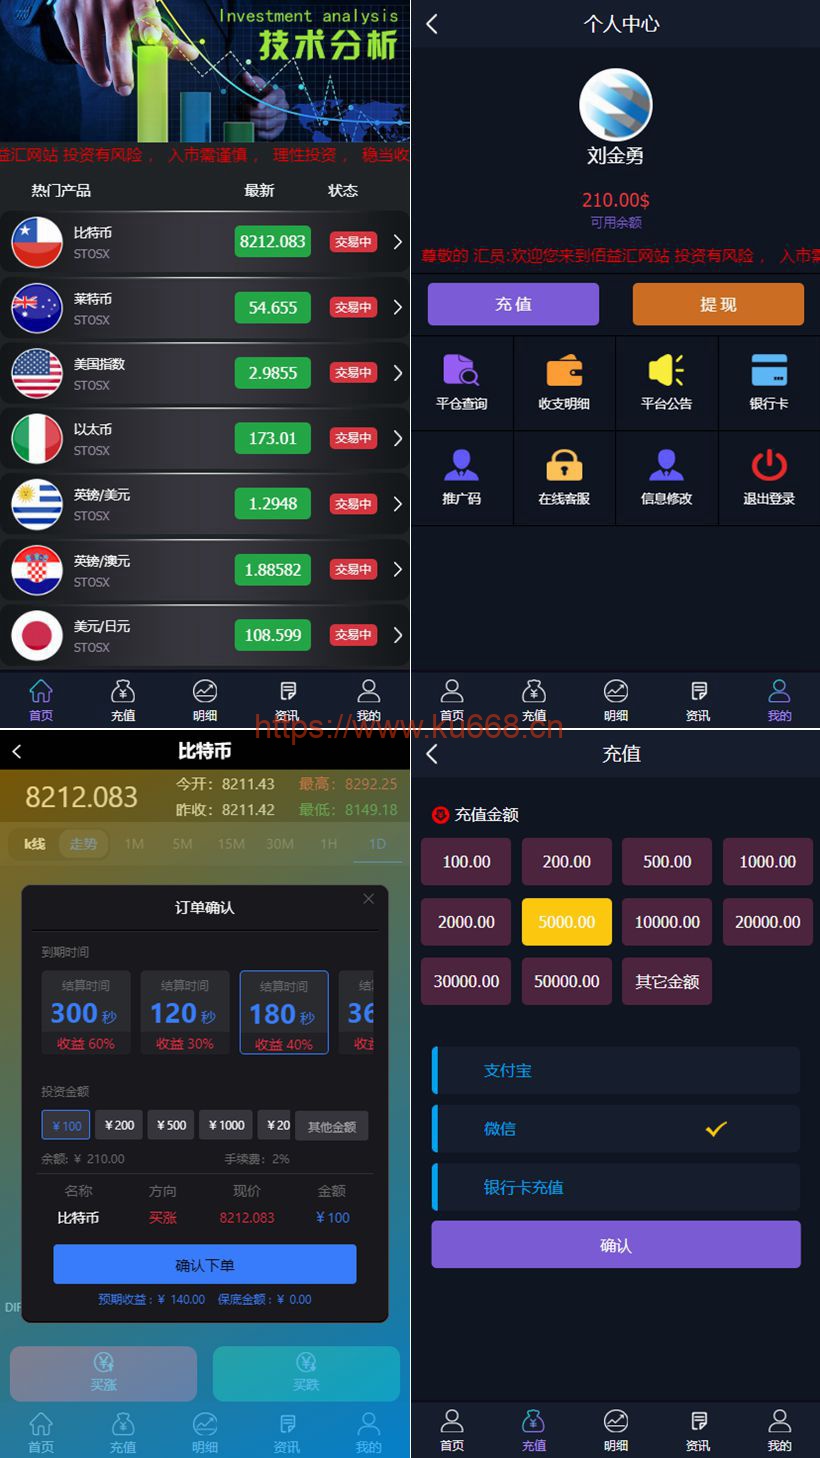 Investment analysis
技术分析
益汇网站 投资有风险， 入市需谨慎， 理性投资， 稳当收
热门产品 最新 状态
比特币 8212.083 交易中
STOSX
莱特币 54.655 交易中
STOSX
美国指数 2.9855 交易中
STOSX
以太币 173.01 交易中
STOSX
英镑/美元 1.2948 交易中
STOSX
英镑/澳元 1.88582 交易中
STOSX
美元/日元 108.599 交易中
STOSX
首页 充值 明细 资讯 我的
个人中心
刘金勇
210.00$
可用余额
尊敬的 汇员:欢迎您来到佰益汇网站 投资有风险， 入市需
充值 提现
平仓查询 收支明细 平台公告 银行卡
推广码 在线客服 信息修改 退出登录
首页 充值 明细 资讯 我的
https://www.ku668.cn
比特币
8212.083 今开: 8211.43 最高: 8292.25
昨收: 8211.42 最低: 8149.18
k线 走势 1M 5M 15M 30M 1H 1D
订单确认
到期时间
结算时间 结算时间 结算时间 结
300 秒 120 秒 180 秒 36
收益 60% 收益 30% 收益 40% 收益
投资金额
¥ 100 ¥ 200 ¥ 500 ¥ 1000 ¥ 20 其他金额
余额: ¥ 210.00 手续费: 2%
名称 方向 现价 金额
比特币 买涨 8212.083 ¥ 100
确认下单
预期收益 : ¥ 140.00 保底金额 : ¥ 0.00
DIF
买涨 买跌
首页 充值 明细 资讯 我的
充值
充值金额
100.00 200.00 500.00 1000.00
2000.00 5000.00 10000.00 20000.00
30000.00 50000.00 其它金额
支付宝
微信
银行卡充值
确认
首页 充值 明细 资讯 我的